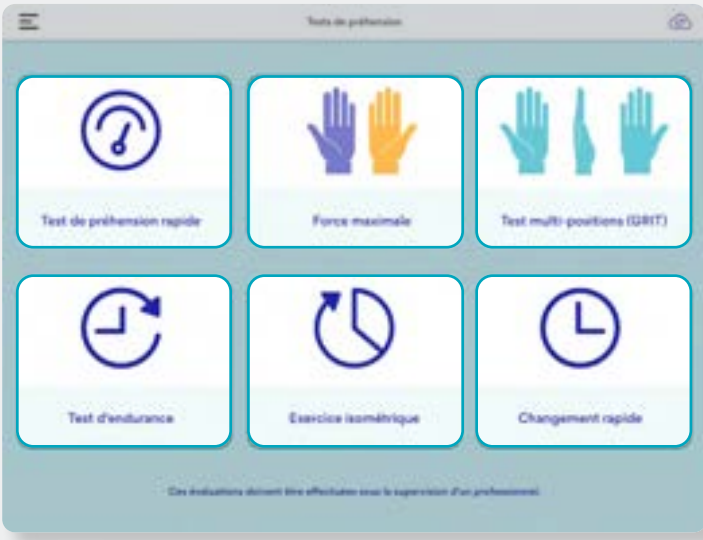 Tests de préhension
Test de préhension rapide
Force maximale
Test multi-positions (GRIT)
Test d'endurance
Exercice isométrique
Changement rapide
Ces évaluations doivent être effectuées sous la supervision d'un professionnel.